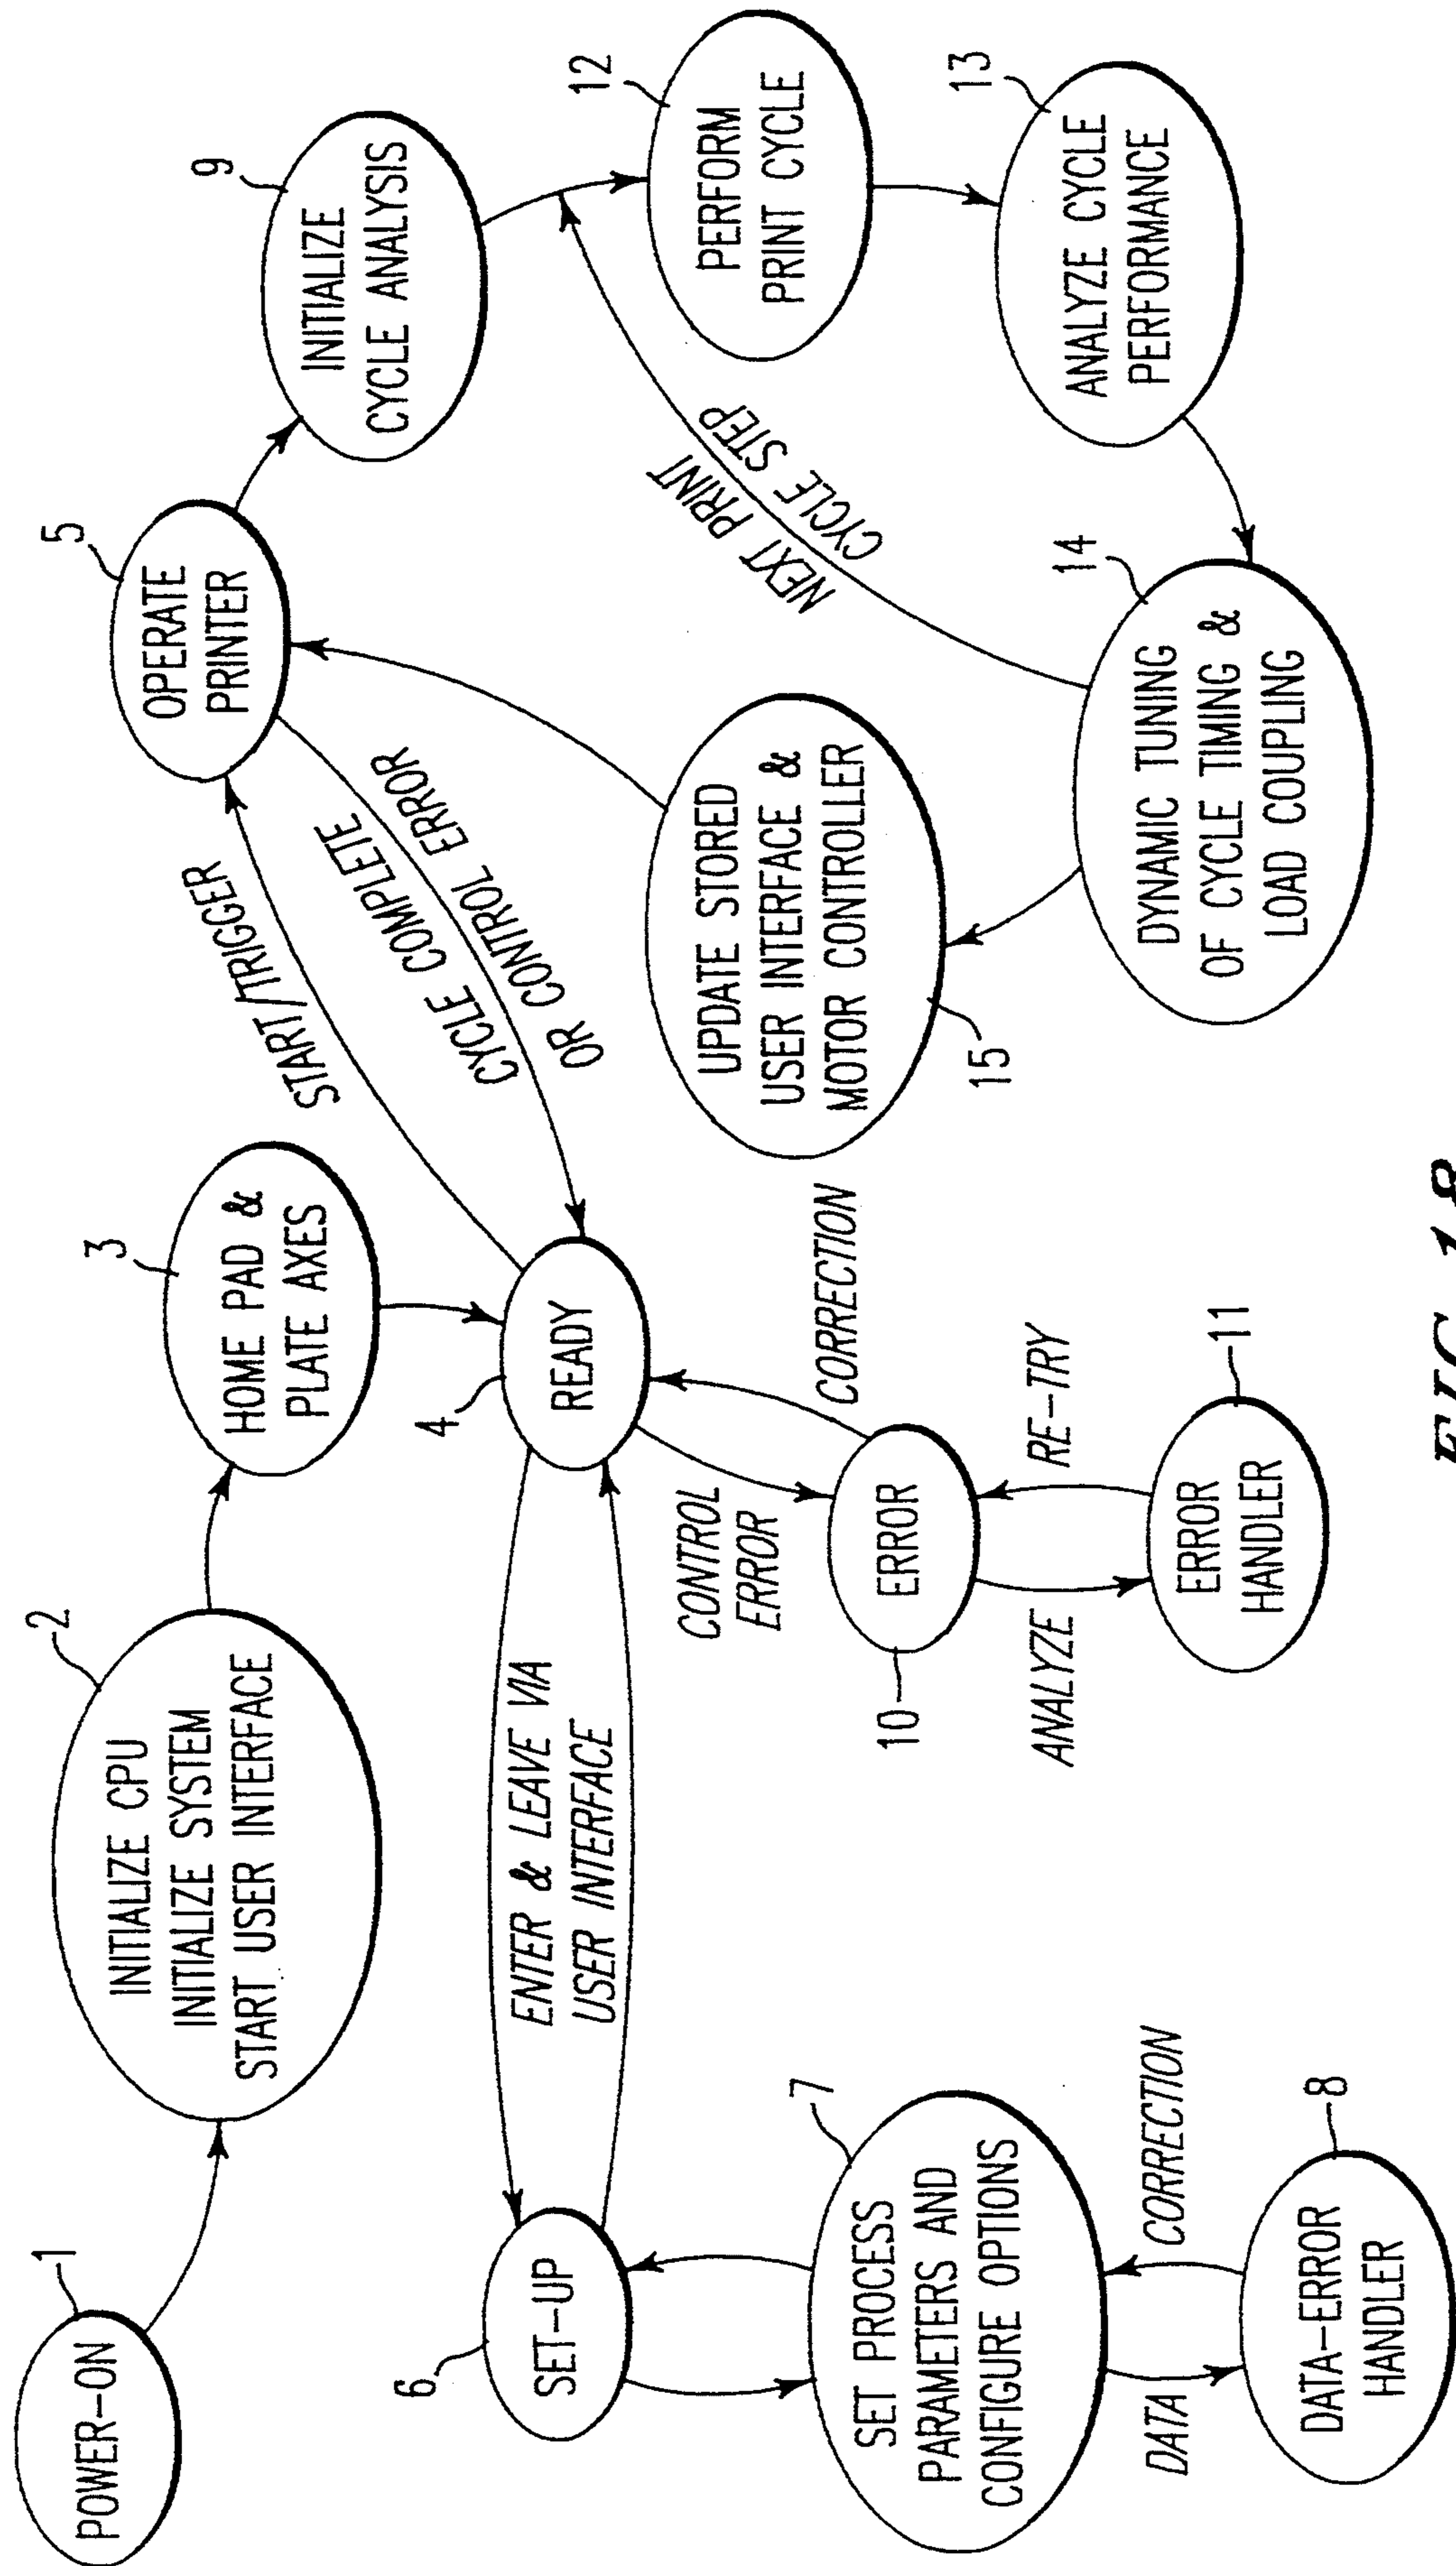 1
POWER-ON
2
INITIALIZE CPU
INITIALIZE SYSTEM
START USER INTERFACE
3
HOME PAD &
PLATE AXES
4
READY
START/TRIGGER
CYCLE COMPLETE
OR CONTROL ERROR
5
OPERATE
PRINTER
9
INITIALIZE
CYCLE ANALYSIS
12
PERFORM
PRINT CYCLE
13
ANALYZE CYCLE
PERFORMANCE
NEXT PRINT
CYCLE STEP
14
DYNAMIC TUNING
OF CYCLE TIMING &
LOAD COUPLING
15
UPDATE STORED
USER INTERFACE &
MOTOR CONTROLLER
ENTER & LEAVE VIA
USER INTERFACE
6
SET-UP
7
SET PROCESS
PARAMETERS AND
CONFIGURE OPTIONS
DATA
CORRECTION
8
DATA-ERROR
HANDLER
CONTROL
ERROR
CORRECTION
10
ERROR
ANALYZE
RE-TRY
11
ERROR
HANDLER
FIG. 18